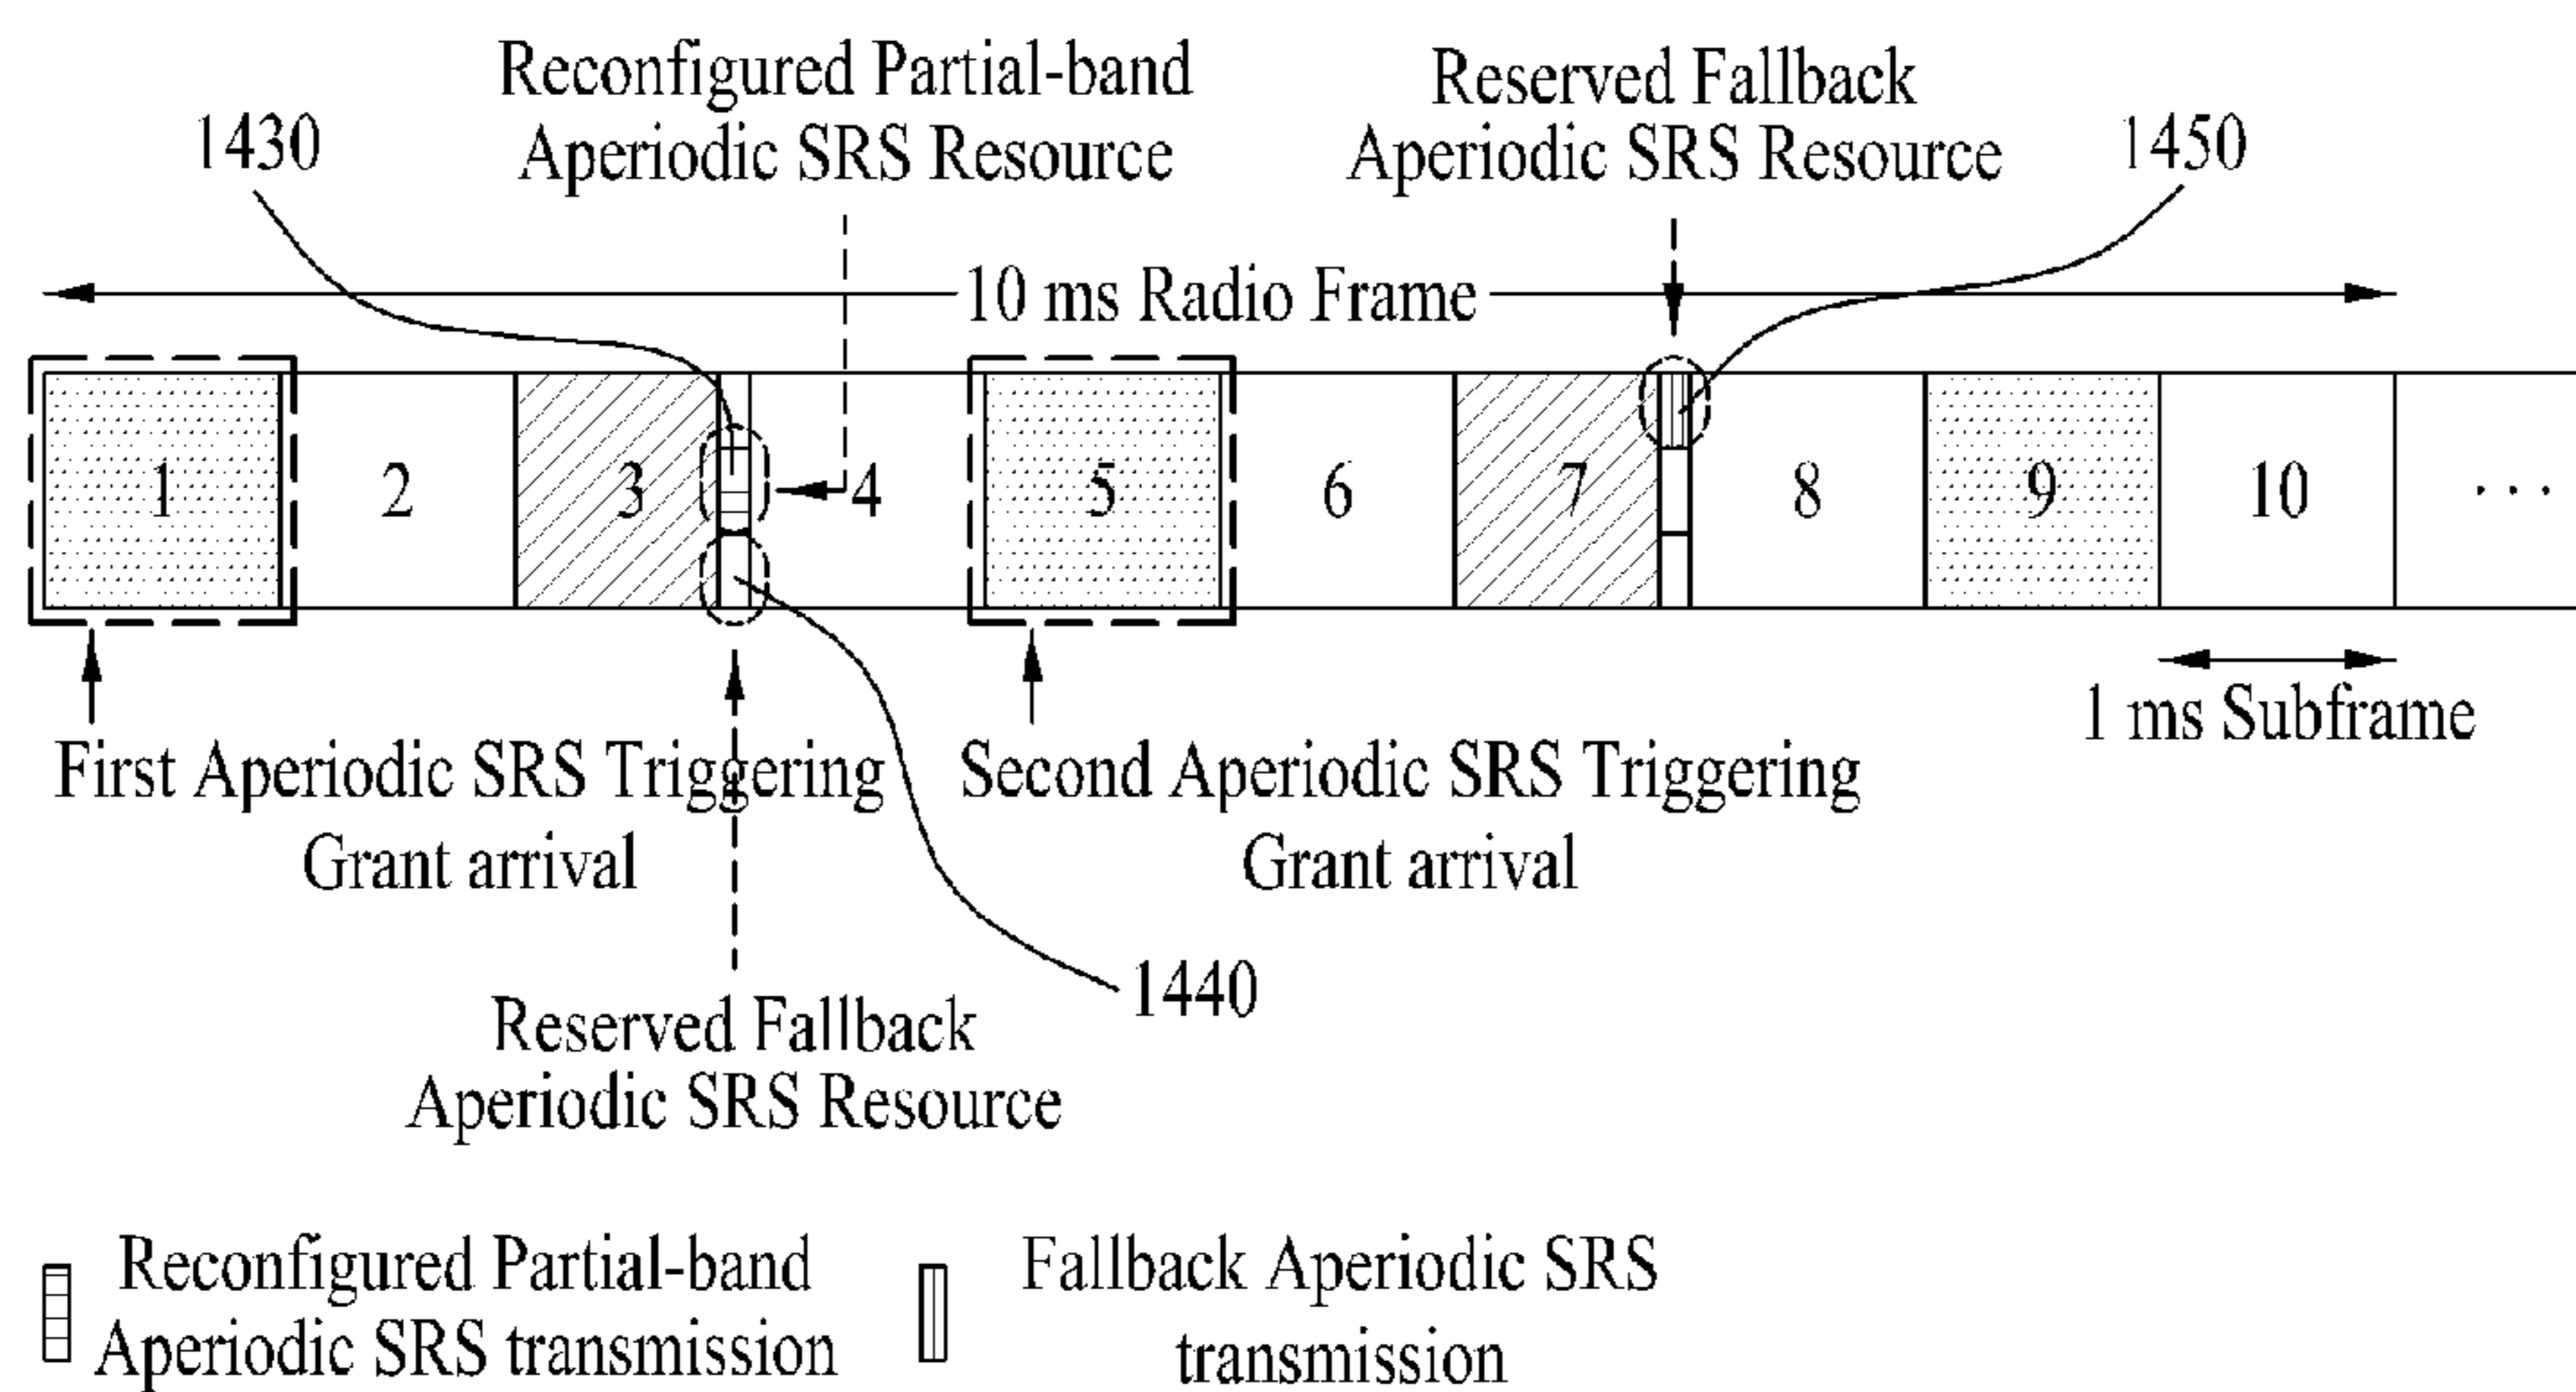 Reconfigured Partial-band
Aperiodic SRS Resource
Reserved Fallback
Aperiodic SRS Resource
1430
1450
10 ms Radio Frame
1 2 3 4 5 6 7 8 9 10 ...
1 ms Subframe
First Aperiodic SRS Triggering
Grant arrival
Second Aperiodic SRS Triggering
Grant arrival
1440
Reserved Fallback
Aperiodic SRS Resource
Reconfigured Partial-band
Aperiodic SRS transmission
Fallback Aperiodic SRS
transmission